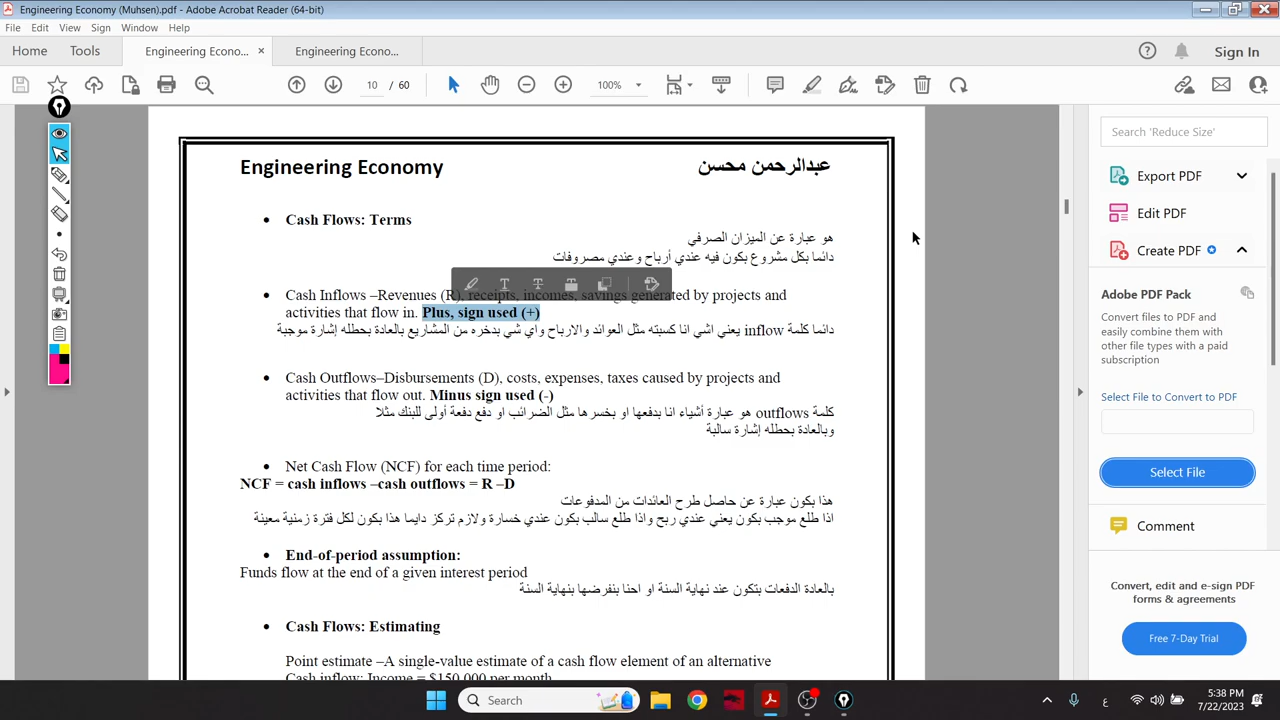 Engineering Economy (Muhsen).pdf - Adobe Acrobat Reader (64-bit)
File Edit View Sign Window Help
Home Tools Engineering Econo... × Engineering Econo... Sign In
10 / 60 100%
Search 'Reduce Size'
Engineering Economy عبدالرحمن محسن
Export PDF
• Cash Flows: Terms
Edit PDF
هو عبارة عن الميزان الصرفي
Create PDF
دائما بكل مشروع بكون فيه عندي أرباح وعندي مصروفات
• Cash Inflows –Revenues (R), receipts, incomes, savings generated by projects and
activities that flow in. Plus, sign used (+)
دائما كلمة inflow يعني اشي انا كسبته مثل العوائد والارباح واي شي بدخره من المشاريع بالعادة بحطله إشارة موجبة
• Cash Outflows–Disbursements (D), costs, expenses, taxes caused by projects and
activities that flow out. Minus sign used (-)
كلمة outflows هو عبارة أشياء انا بدفعها او بخسرها مثل الضرائب او دفع دفعة أولى للبنك مثلا
وبالعادة بحطله إشارة سالبة
• Net Cash Flow (NCF) for each time period:
NCF = cash inflows –cash outflows = R –D
هذا بكون عبارة عن حاصل طرح العائدات من المدفوعات
اذا طلع موجب بكون يعني عندي ربح واذا طلع سالب بكون عندي خسارة ولازم تركز دايما هذا بكون لكل فترة زمنية معينة
• End-of-period assumption:
Funds flow at the end of a given interest period
بالعادة الدفعات بتكون عند نهاية السنة او احنا بنفرضها بنهاية السنة
• Cash Flows: Estimating
Point estimate –A single-value estimate of a cash flow element of an alternative
Cash inflow: Income = $150,000 per month
Adobe PDF Pack
Convert files to PDF and
easily combine them with
other file types with a paid
subscription
Select File to Convert to PDF
Select File
Comment
Convert, edit and e-sign PDF
forms & agreements
Free 7-Day Trial
Search
ع
5:38 PM
7/22/2023